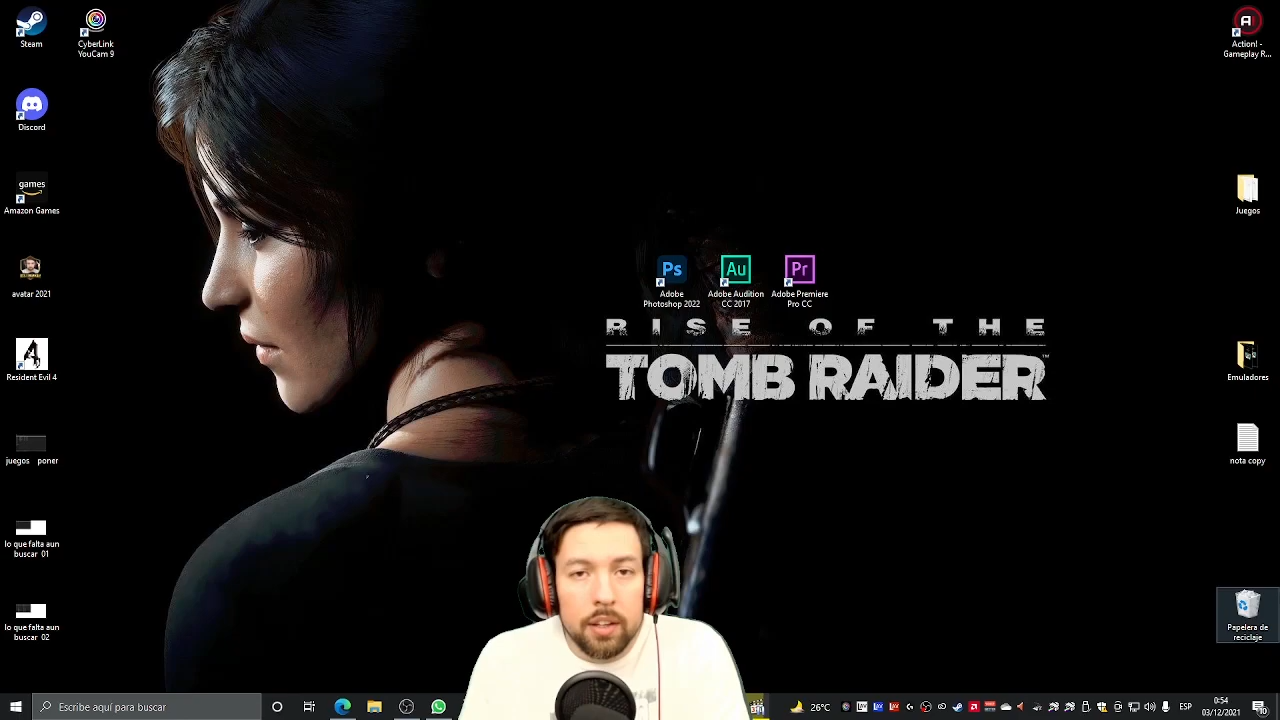 Steam
CyberLink
YouCam 9
Action! -
Gameplay R...
Discord
games
Amazon Games
Juegos
avatar 2021
Ps
Au
Pr
Adobe
Photoshop 2022
Adobe Audition
CC 2017
Adobe Premiere
Pro CC
RISE OF THE
TOMB RAIDER™
4
Resident Evil 4
Emuladores
juegos poner
nota copy
lo que falta aun
buscar 01
lo que falta aun
buscar 02
Papelera de
reciclaje
Escribe aquí para buscar
25°C
ESP
0:54
03/12/2021